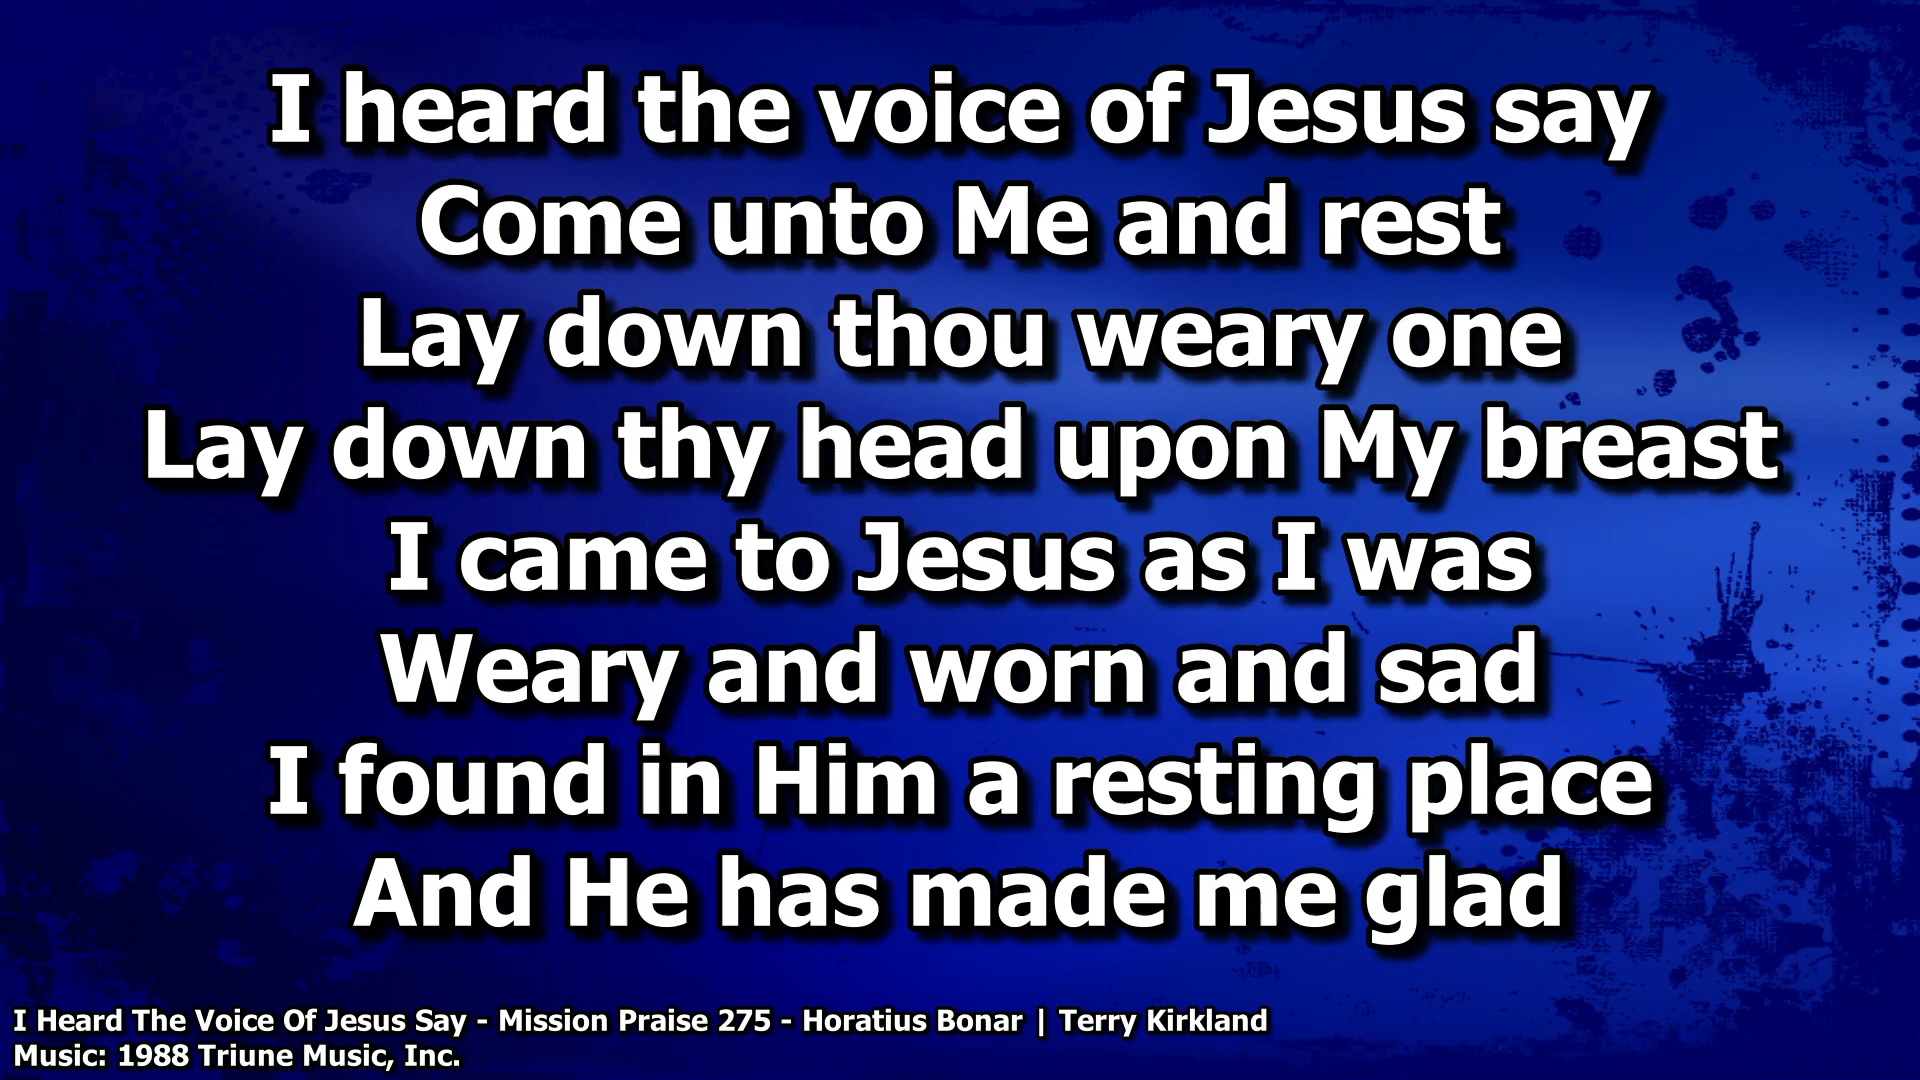 I heard the voice of Jesus say
Come unto Me and rest
Lay down thou weary one
Lay down thy head upon My breast
I came to Jesus as I was
Weary and worn and sad
I found in Him a resting place
And He has made me glad
I Heard The Voice Of Jesus Say - Mission Praise 275 - Horatius Bonar | Terry Kirkland
Music: 1988 Triune Music, Inc.